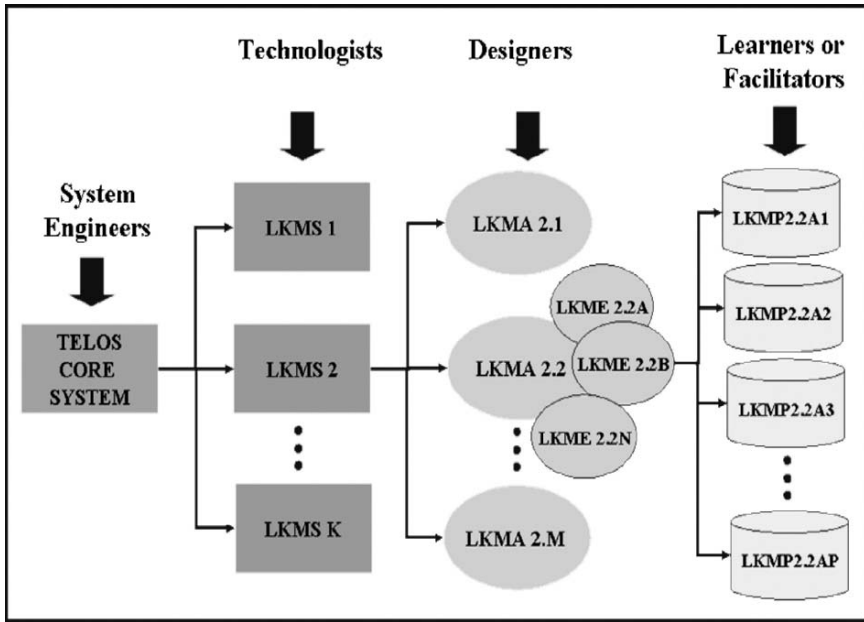 Technologists
Designers
Learners or
Facilitators
System
Engineers
TELOS
CORE
SYSTEM
LKMS 1
LKMS 2
LKMS K
LKMA 2.1
LKMA 2.2
LKMA 2.M
LKME 2.2A
LKME 2.2B
LKME 2.2N
LKMP2.2A1
LKMP2.2A2
LKMP2.2A3
LKMP2.2AP